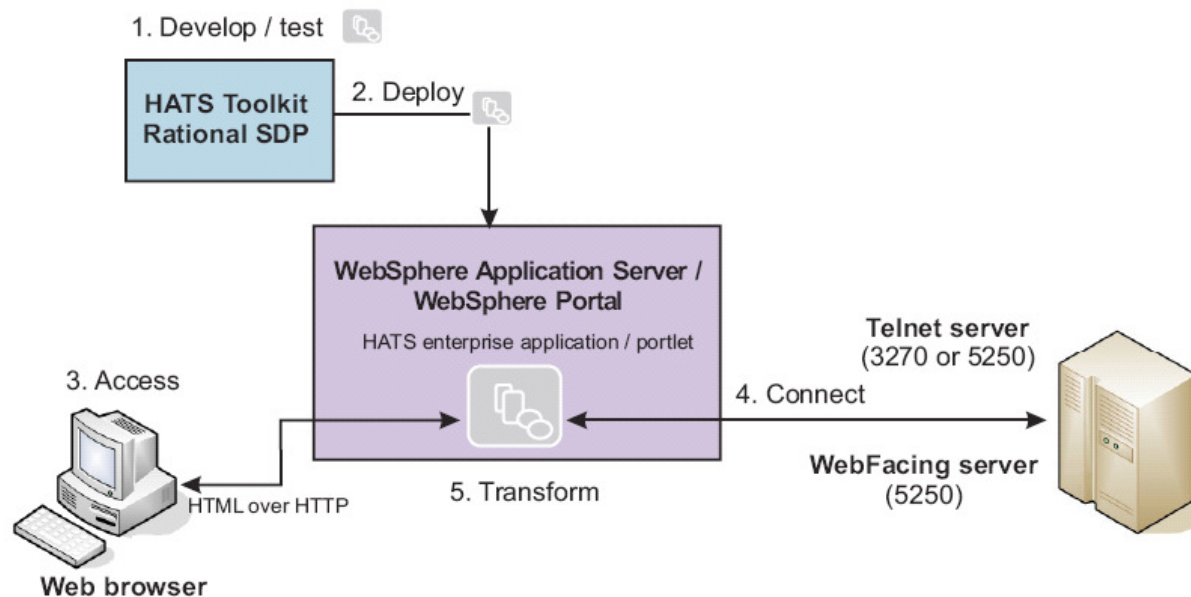 1. Develop / test
HATS Toolkit
Rational SDP
2. Deploy
WebSphere Application Server /
WebSphere Portal
HATS enterprise application / portlet
3. Access
HTML over HTTP
Web browser
5. Transform
4. Connect
Telnet server
(3270 or 5250)
WebFacing server
(5250)